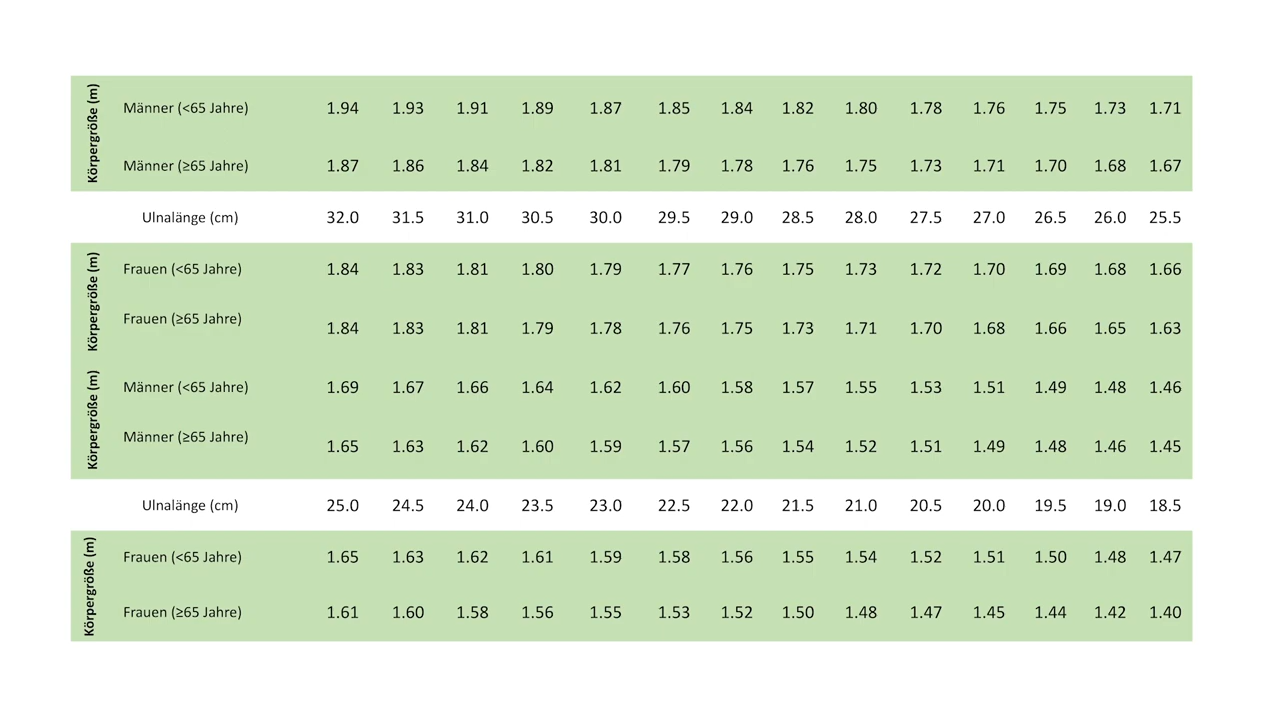 Körpergröße (m)
Männer (<65 Jahre) 1.94 1.93 1.91 1.89 1.87 1.85 1.84 1.82 1.80 1.78 1.76 1.75 1.73 1.71
Männer (≥65 Jahre) 1.87 1.86 1.84 1.82 1.81 1.79 1.78 1.76 1.75 1.73 1.71 1.70 1.68 1.67
Ulnalänge (cm) 32.0 31.5 31.0 30.5 30.0 29.5 29.0 28.5 28.0 27.5 27.0 26.5 26.0 25.5
Körpergröße (m)
Frauen (<65 Jahre) 1.84 1.83 1.81 1.80 1.79 1.77 1.76 1.75 1.73 1.72 1.70 1.69 1.68 1.66
Frauen (≥65 Jahre) 1.84 1.83 1.81 1.79 1.78 1.76 1.75 1.73 1.71 1.70 1.68 1.66 1.65 1.63
Körpergröße (m)
Männer (<65 Jahre) 1.69 1.67 1.66 1.64 1.62 1.60 1.58 1.57 1.55 1.53 1.51 1.49 1.48 1.46
Männer (≥65 Jahre) 1.65 1.63 1.62 1.60 1.59 1.57 1.56 1.54 1.52 1.51 1.49 1.48 1.46 1.45
Ulnalänge (cm) 25.0 24.5 24.0 23.5 23.0 22.5 22.0 21.5 21.0 20.5 20.0 19.5 19.0 18.5
Körpergröße (m)
Frauen (<65 Jahre) 1.65 1.63 1.62 1.61 1.59 1.58 1.56 1.55 1.54 1.52 1.51 1.50 1.48 1.47
Frauen (≥65 Jahre) 1.61 1.60 1.58 1.56 1.55 1.53 1.52 1.50 1.48 1.47 1.45 1.44 1.42 1.40